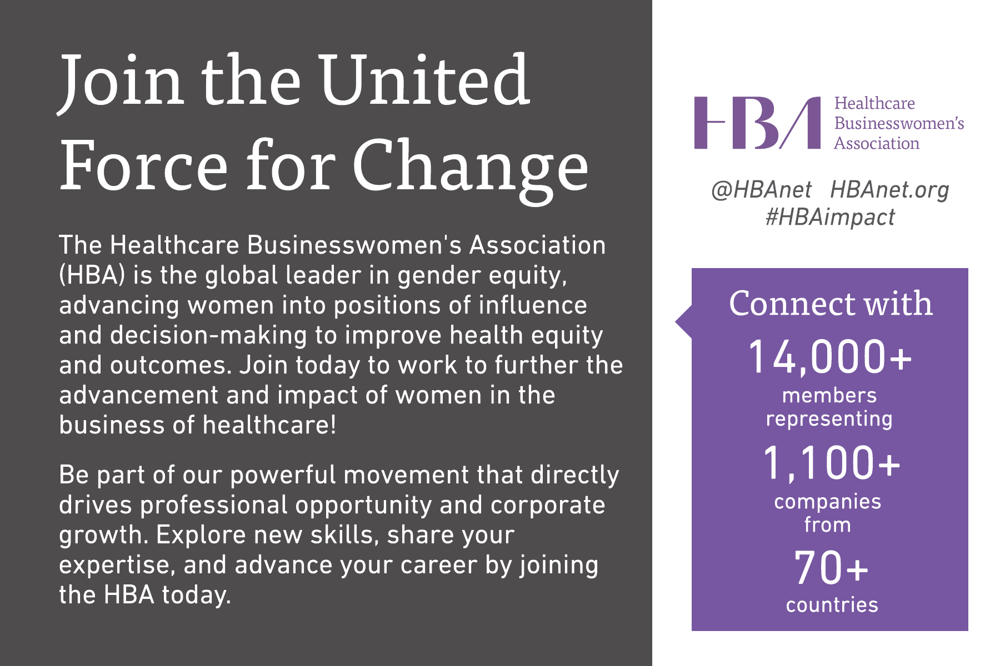 Join the United
Force for Change
The Healthcare Businesswomen's Association
(HBA) is the global leader in gender equity,
advancing women into positions of influence
and decision-making to improve health equity
and outcomes. Join today to work to further the
advancement and impact of women in the
business of healthcare!
Be part of our powerful movement that directly
drives professional opportunity and corporate
growth. Explore new skills, share your
expertise, and advance your career by joining
the HBA today.
HBA
Healthcare
Businesswomen’s
Association
@HBAnet HBAnet.org
#HBAimpact
Connect with
14,000+
members
representing
1,100+
companies
from
70+
countries